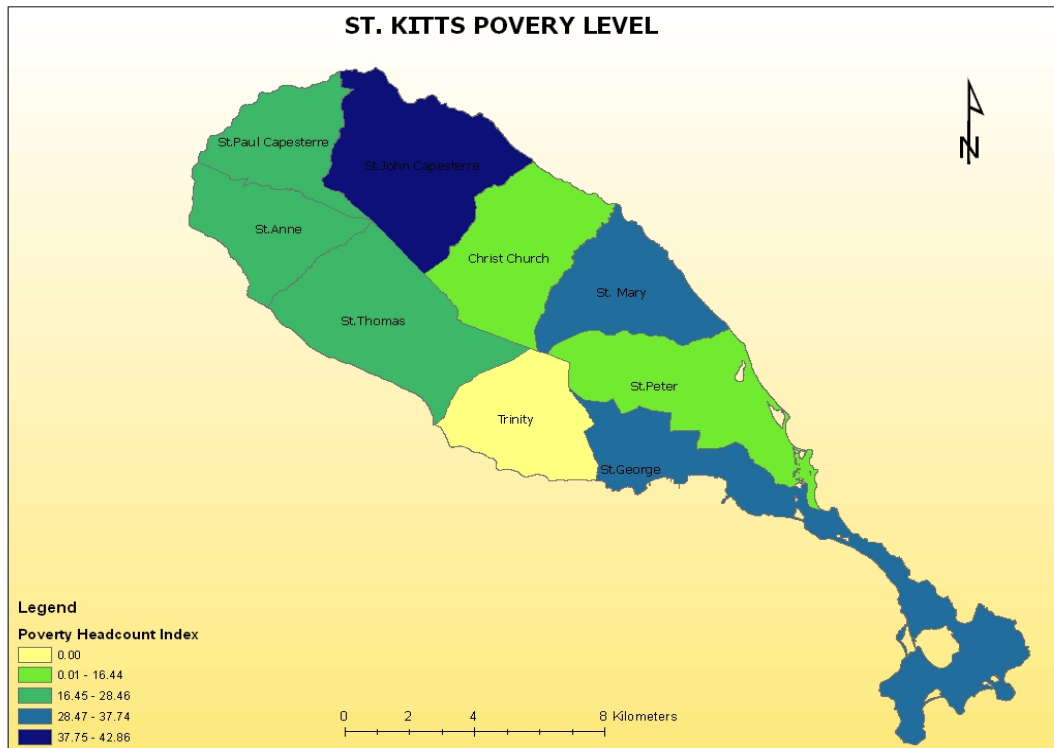 ST. KITTS POVERY LEVEL
N
St.Paul Capesterre
St.John Capesterre
St.Anne
Christ Church
St. Mary
St.Thomas
St.Peter
Trinity
St.George
Legend
Poverty Headcount Index
0.00
0.01 - 16.44
16.45 - 28.46
28.47 - 37.74
37.75 - 42.86
0 2 4 8 Kilometers